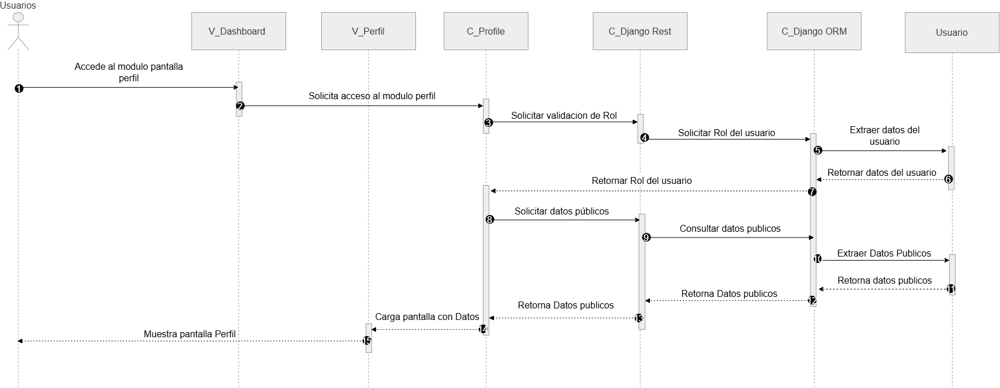 Usuarios
V_Dashboard
V_Perfil
C_Profile
C_Django Rest
C_Django ORM
Usuario
Accede al modulo pantalla
perfil
1
Solicita acceso al modulo perfil
2
Solicitar validacion de Rol
3
Solicitar Rol del usuario
4
Extraer datos del
usuario
5
Retornar datos del usuario
6
Retornar Rol del usuario
7
Solicitar datos públicos
8
Consultar datos publicos
9
Extraer Datos Publicos
10
Retorna datos publicos
11
Retorna Datos publicos
12
Retorna Datos publicos
13
Carga pantalla con Datos
14
Muestra pantalla Perfil
15